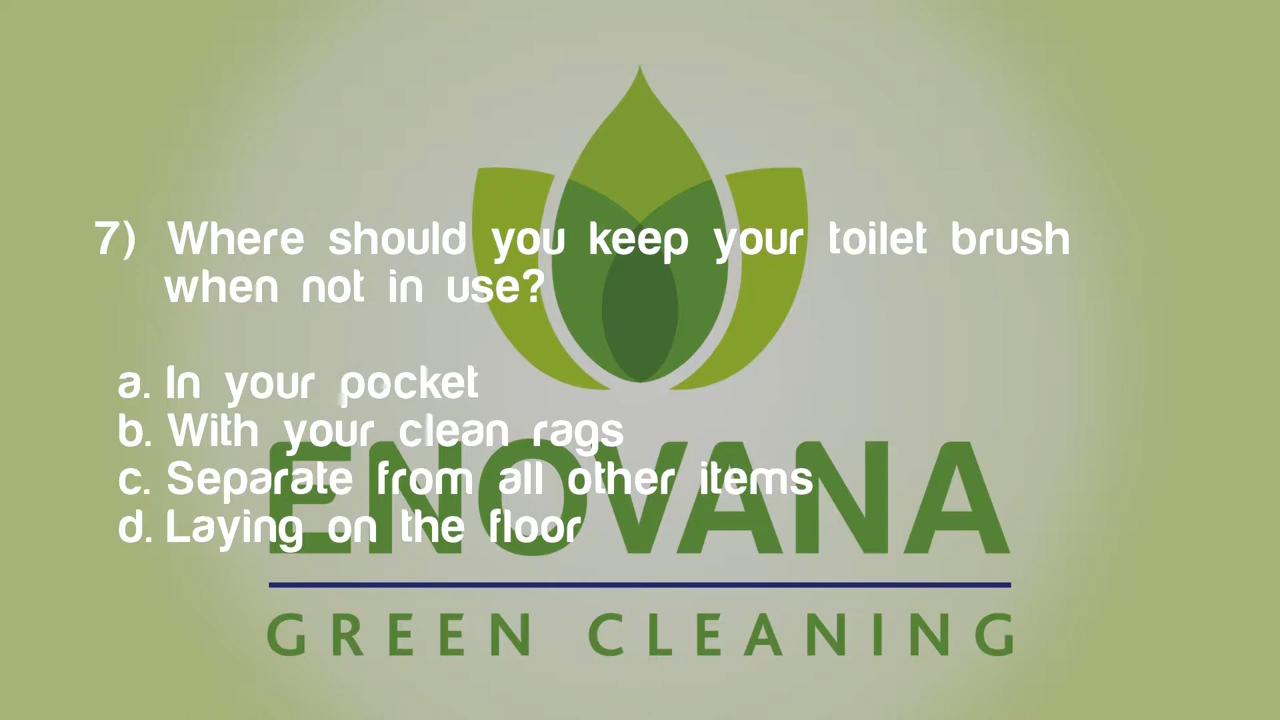 7) Where should you keep your toilet brush
when not in use?
a. In your pocket
b. With your clean rags
c. Separate from all other items
d. Laying on the floor
ENOVANA
GREEN CLEANING